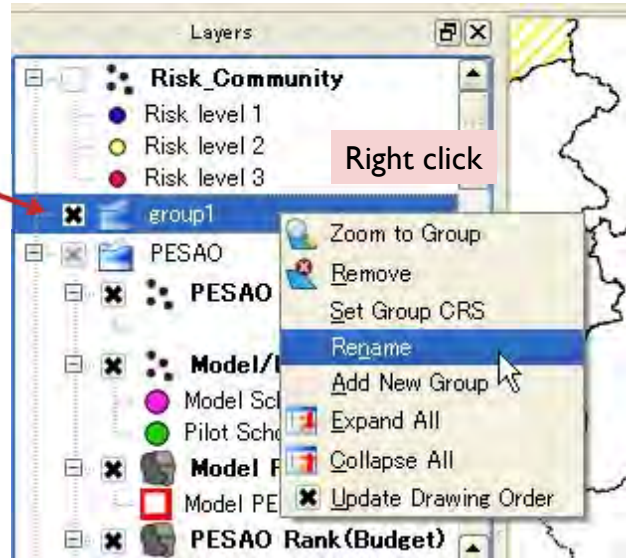 Layers
Risk_Community
Risk level 1
Risk level 2
Risk level 3
Right click
group1
Zoom to Group
PESAO
Remove
PESAO
Set Group CRS
Rename
Model/
Add New Group
Model Sc
Expand All
Pilot Scho
Collapse All
Model
Model PE
Update Drawing Order
PESAO Rank(Budget)